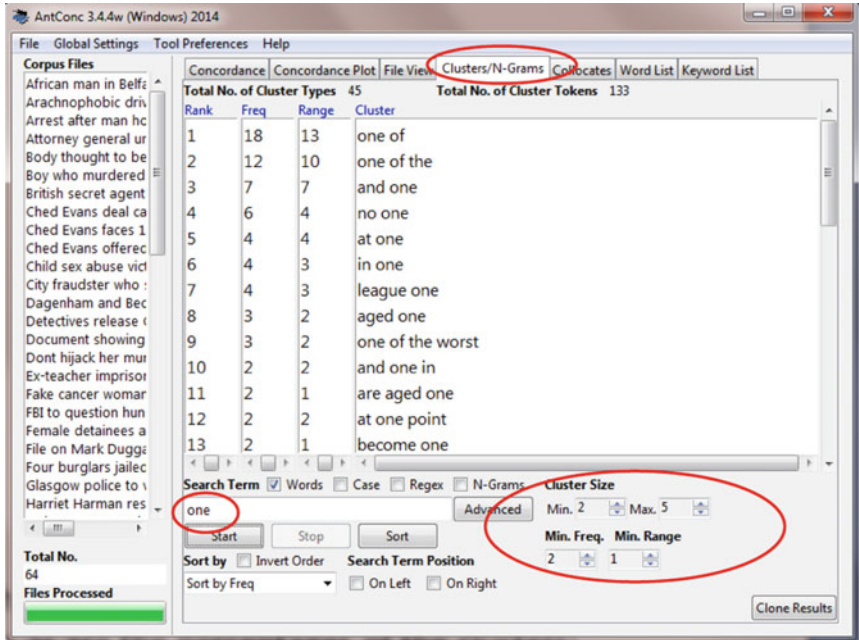 AntConc 3.4.4w (Windows) 2014
File Global Settings Tool Preferences Help
Corpus Files
African man in Belfa
Arachnophobic driv
Arrest after man hc
Attorney general ur
Body thought to be
Boy who murdered
British secret agent
Ched Evans deal ca
Ched Evans faces 1
Ched Evans offered
Child sex abuse vict
City fraudster who
Dagenham and Bec
Detectives release
Document showing
Dont hijack her mur
Ex-teacher imprisor
Fake cancer womar
FBI to question hun
Female detainees a
File on Mark Dugga
Four burglars jailed
Glasgow police to v
Harriet Harman res
Total No.
64
Files Processed
Concordance Concordance Plot File View Clusters/N-Grams Collocates Word List Keyword List
Total No. of Cluster Types 45 Total No. of Cluster Tokens 133
Rank Freq Range Cluster
1 18 13 one of
2 12 10 one of the
3 7 7 and one
4 6 4 no one
5 4 4 at one
6 4 3 in one
7 4 3 league one
8 3 2 aged one
9 3 2 one of the worst
10 2 2 and one in
11 2 1 are aged one
12 2 2 at one point
13 2 1 become one
Search Term Words Case Regex N-Grams Cluster Size
one Advanced Min. 2 Max. 5
Start Stop Sort Min. Freq. Min. Range
Sort by Invert Order Search Term Position 2 1
Sort by Freq On Left On Right
Clone Results